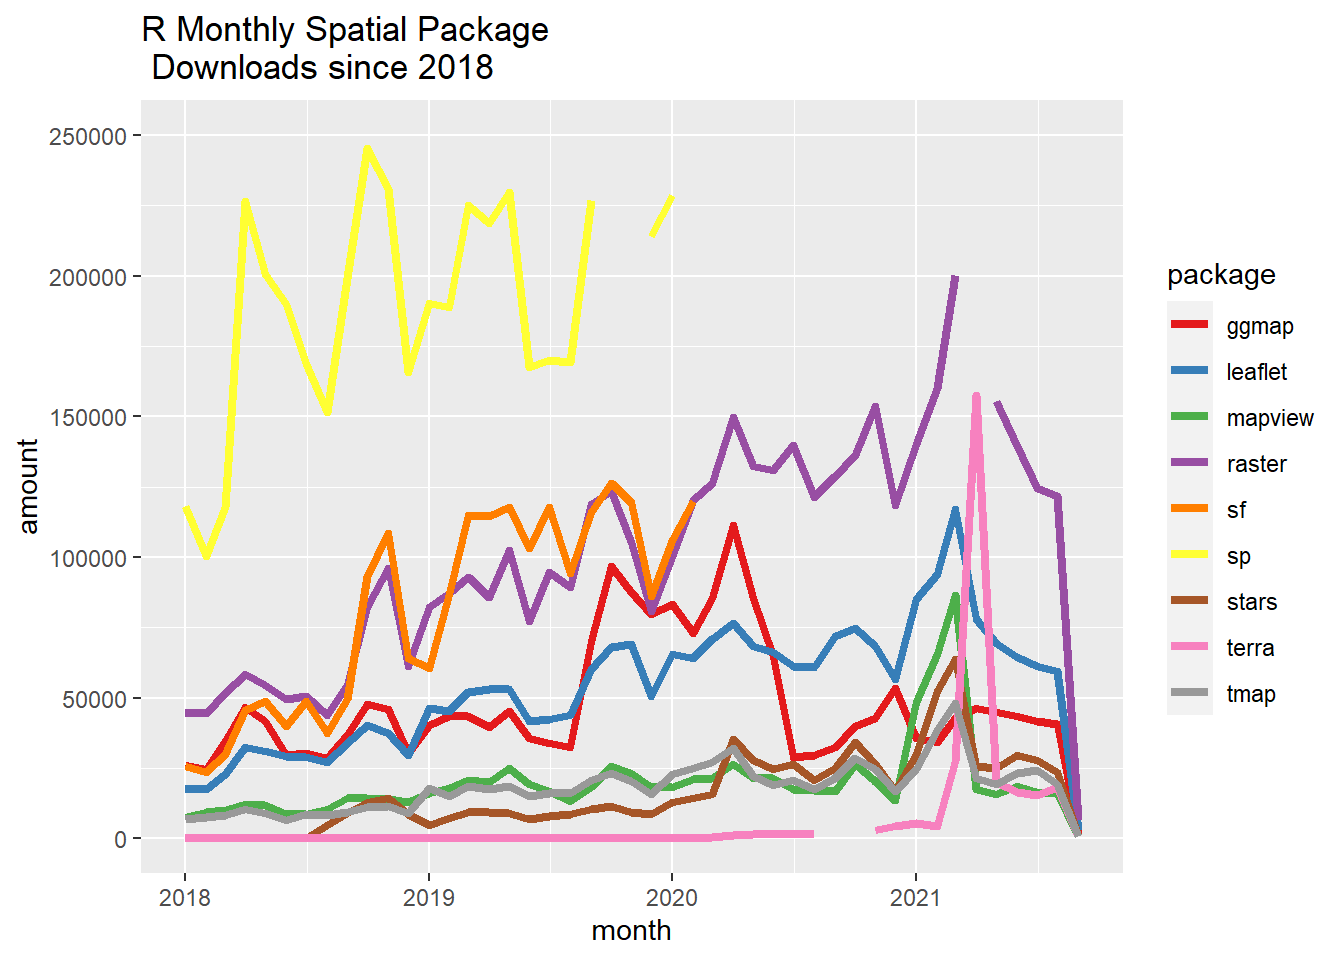 R Monthly Spatial Package
Downloads since 2018
250000
200000
150000
100000
50000
0
amount
2018
2019
2020
2021
month
package
ggmap
leaflet
mapview
raster
sf
sp
stars
terra
tmap